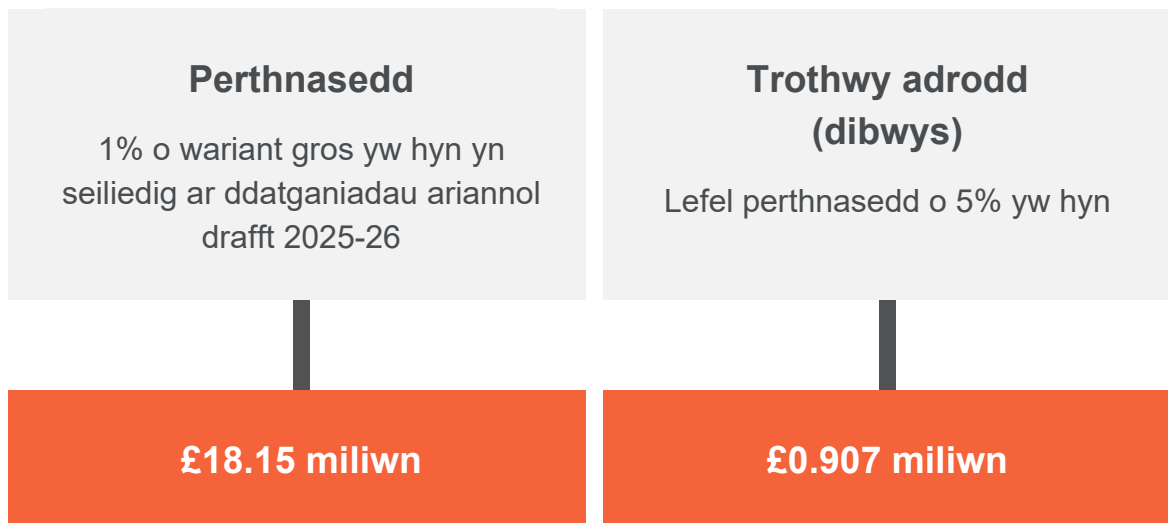 Perthnasedd
1% o wariant gros yw hyn yn
seiliedig ar ddatganiadau ariannol
drafft 2025-26
£18.15 miliwn
Trothwy adrodd
(dibwys)
Lefel perthnasedd o 5% yw hyn
£0.907 miliwn